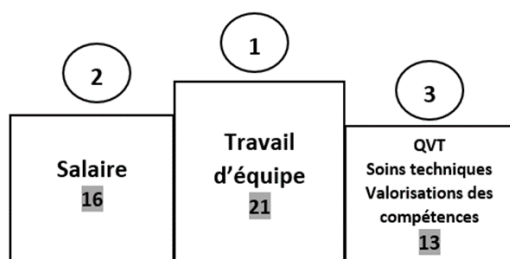 2
1
3
Salaire
16
Travail
d'équipe
21
QVT
Soins techniques
Valorisations des
compétences
13